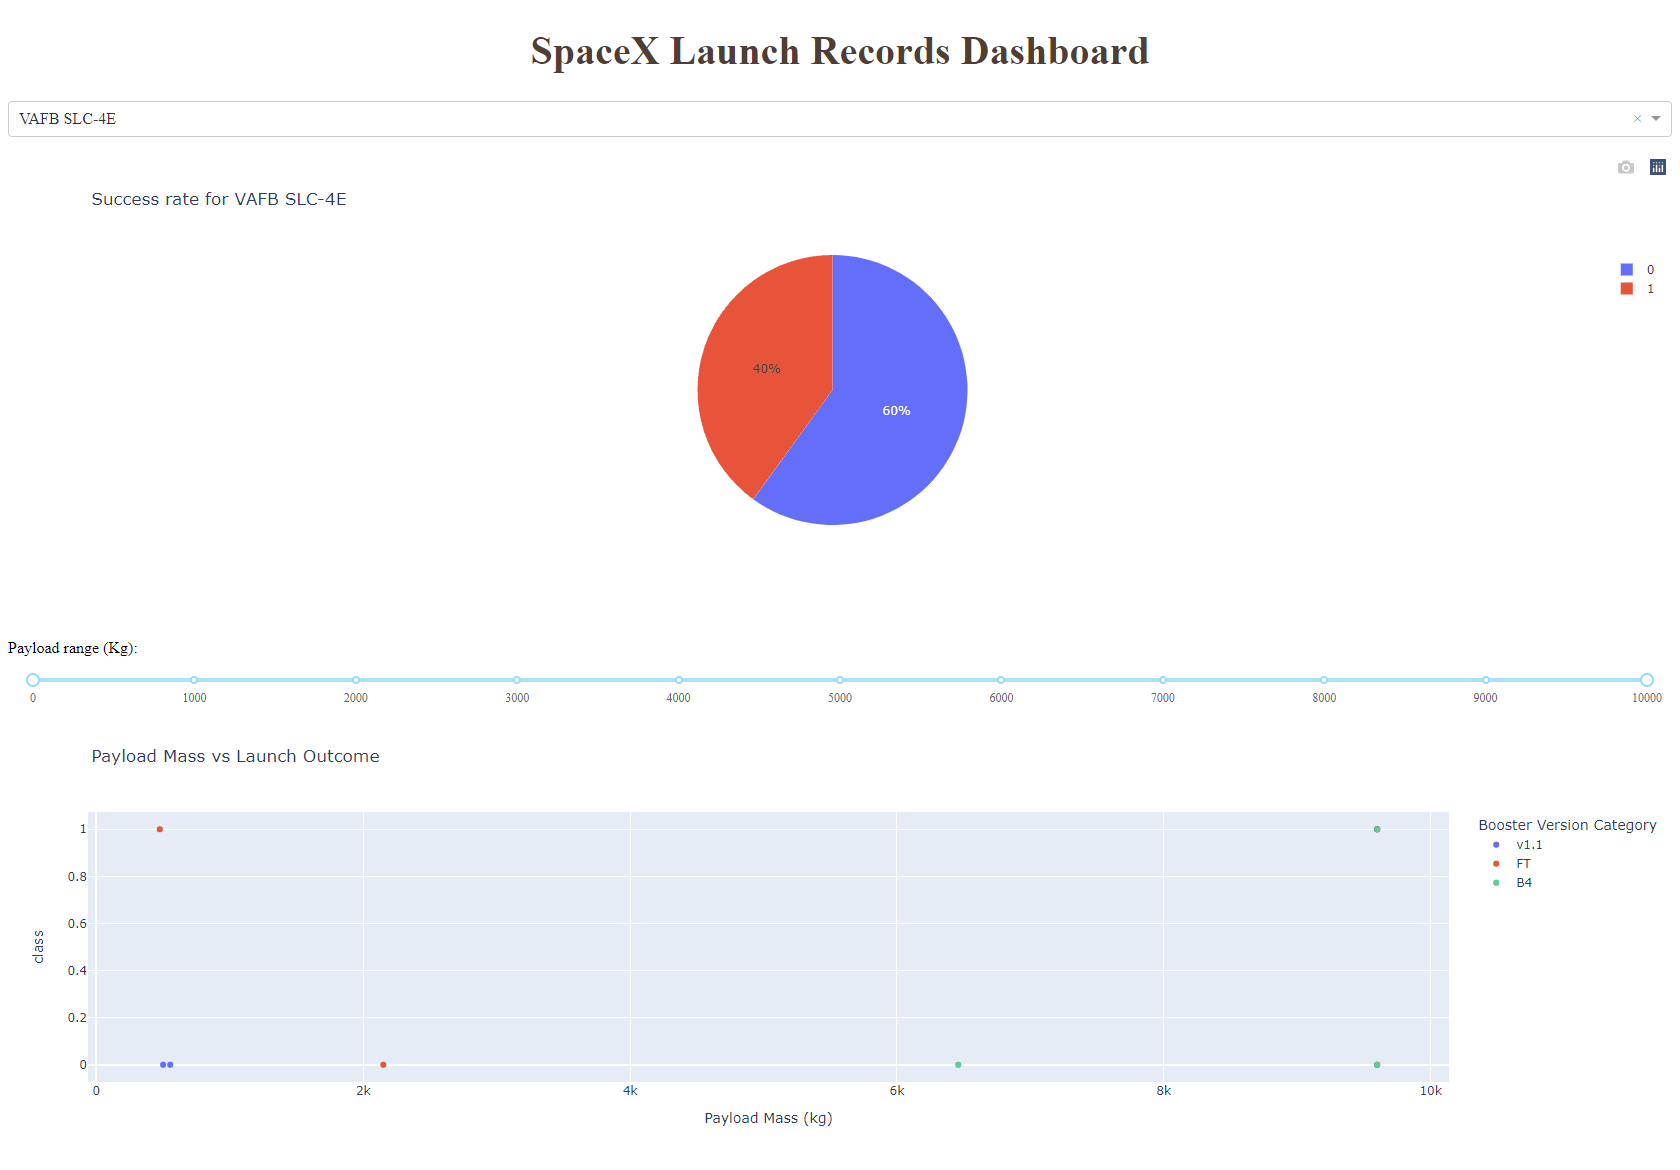 SpaceX Launch Records Dashboard
VAFB SLC-4E
Success rate for VAFB SLC-4E
0
1
40%
60%
Payload range (Kg):
0 1000 2000 3000 4000 5000 6000 7000 8000 9000 10000
Payload Mass vs Launch Outcome
Booster Version Category
v1.1
FT
B4
1
0.8
0.6
0.4
0.2
0
class
0 2k 4k 6k 8k 10k
Payload Mass (kg)